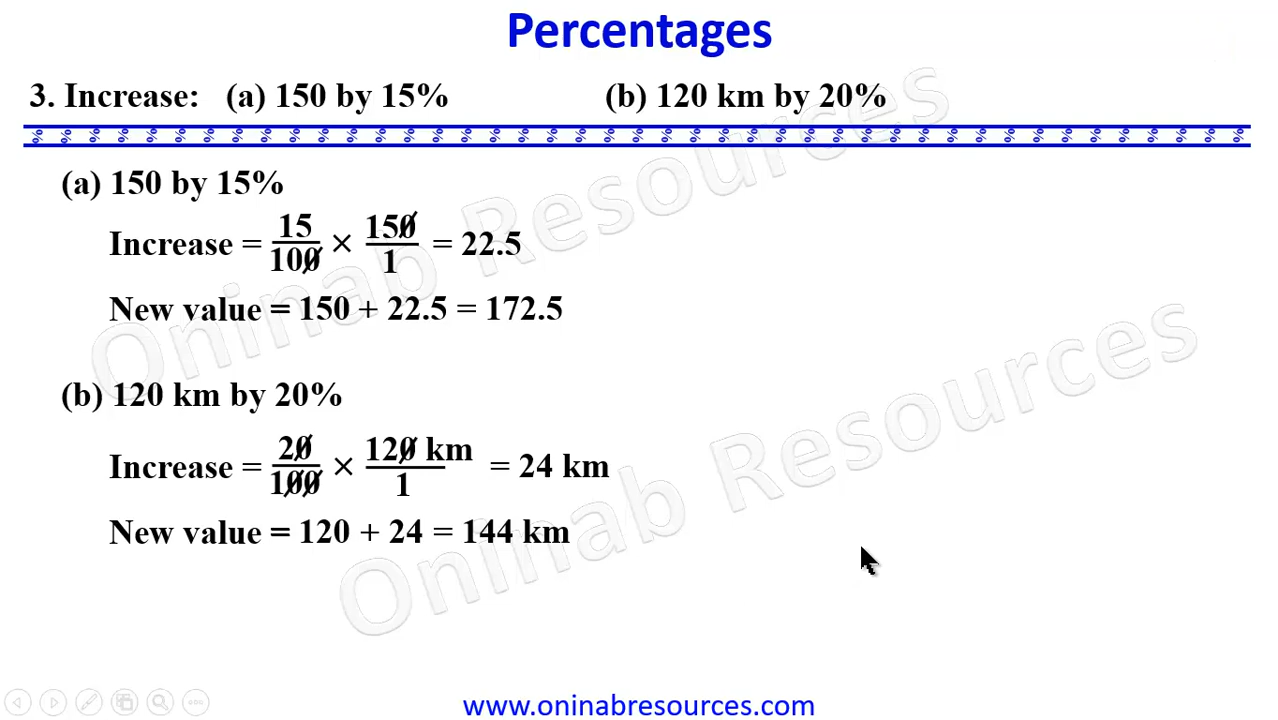 Percentages
3. Increase: (a) 150 by 15% (b) 120 km by 20%
% % % % % % % % % % % % % % % % % % % % % % % % % % % % % % % % % % % % % % % % % % %
(a) 150 by 15%
Increase = 15/100 × 150/1 = 22.5
New value = 150 + 22.5 = 172.5
(b) 120 km by 20%
Increase = 20/100 × 120 km/1 = 24 km
New value = 120 + 24 = 144 km
Oninab Resources
Oninab Resources
www.oninabresources.com